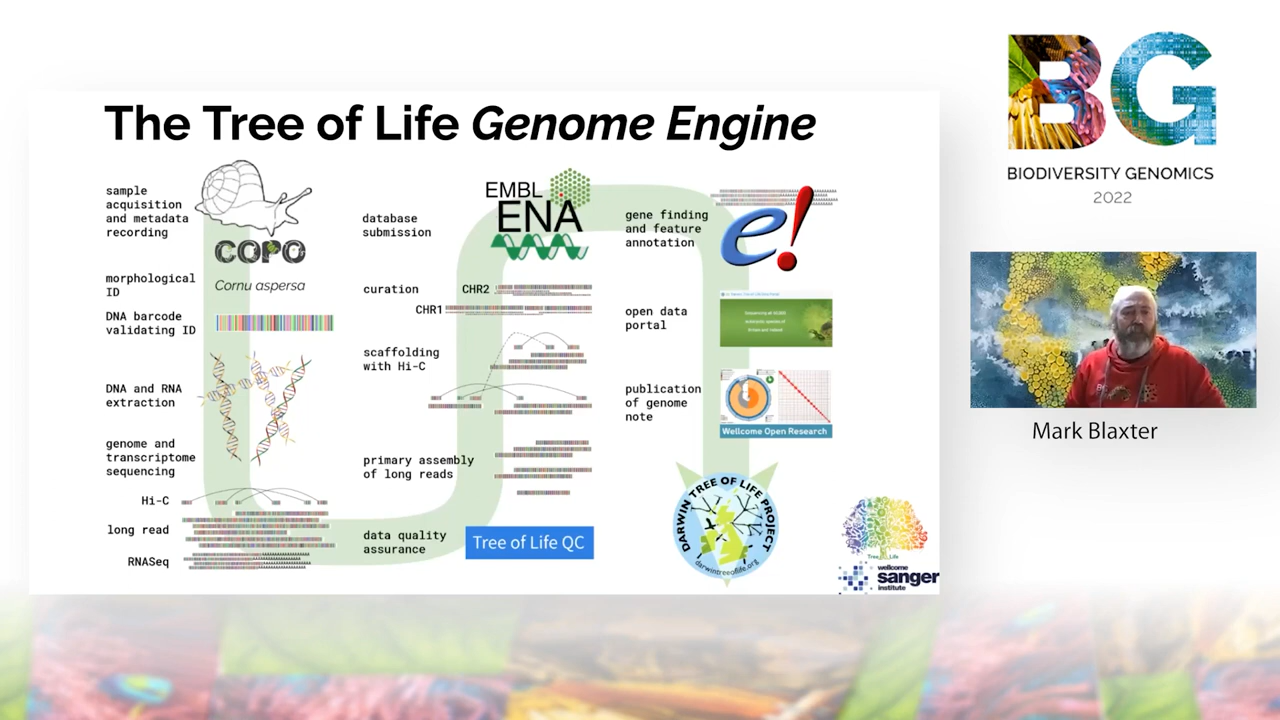 The Tree of Life Genome Engine
sample
acquisition
and metadata
recording
COPO
morphological
ID
Cornu aspersa
DNA barcode
validating ID
DNA and RNA
extraction
genome and
transcriptome
sequencing
Hi-C
long read
RNASeq
EMBL
ENA
database
submission
curation
CHR2
CHR1
scaffolding
with Hi-C
primary assembly
of long reads
data quality
assurance
Tree of Life QC
gene finding
and feature
annotation
e!
open data
portal
publication
of genome
note
Wellcome Open Research
DARWIN TREE OF LIFE PROJECT
darwintreeoflife.org
Tree of Life
wellcome
sanger
institute
BG
BIODIVERSITY GENOMICS
2022
Mark Blaxter